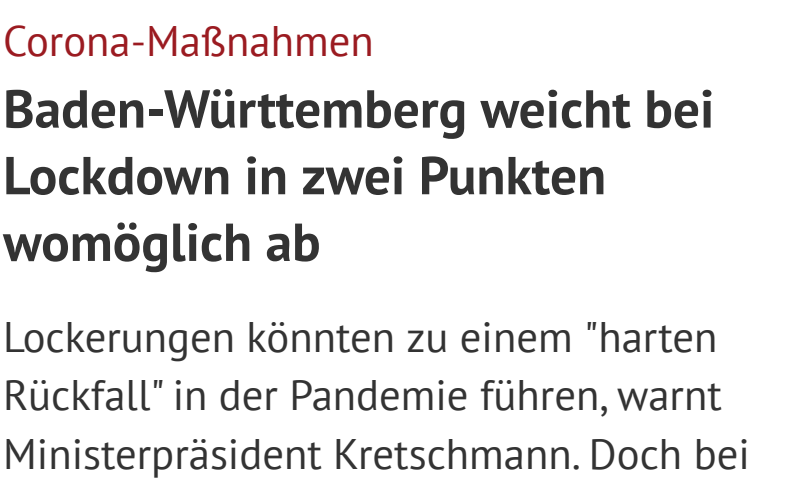 Corona-Maßnahmen
Baden-Württemberg weicht bei
Lockdown in zwei Punkten
womöglich ab
Lockerungen könnten zu einem "harten
Rückfall" in der Pandemie führen, warnt
Ministerpräsident Kretschmann. Doch bei